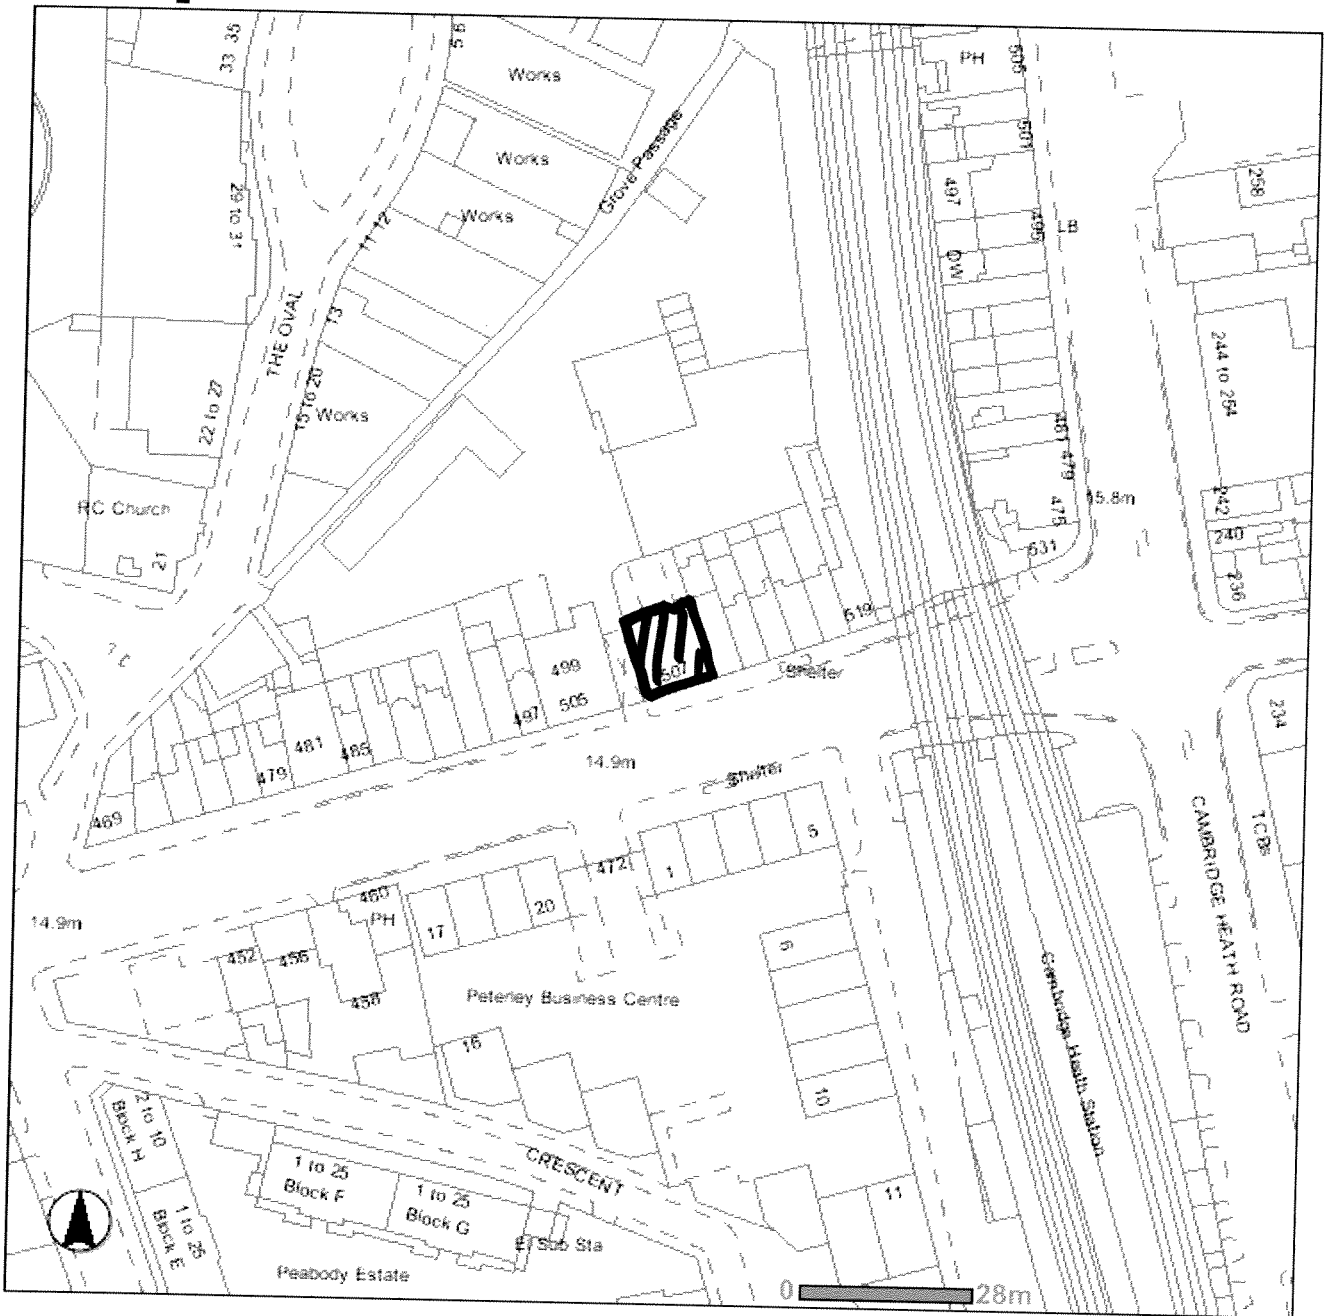 33 35
5 6
Works
PH
505
Works
Grove Passage
501
29 to 31
Works
11 12
497
495
LB
258
DW
THE OVAL
13
22 to 27
15 to 20
Works
244 to 254
481 479
RC Church
21
475
15.8m
242
240
531
236
519
499
507
Shelter
505
497
481
485
479
469
14.9m
Shelter
5
234
472
1
CAMBRIDGE HEATH ROAD
460
PH
20
17
14.9m
452
456
458
6
Peterley Business Centre
Cambridge Heath Station
16
10
2 to 10
Block H
CRESCENT
1 to 25
Block F
1 to 25
Block G
11
1 to 25
Block E
El Sub Sta
Peabody Estate
0
28m